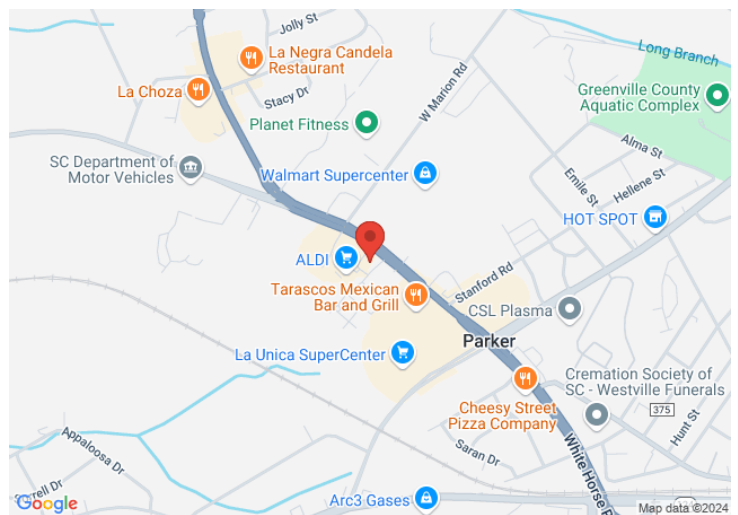 Jolly St
La Negra Candela
Restaurant
Long Branch
La Choza
Stacy Dr
W Marion Rd
Greenville County
Aquatic Complex
Planet Fitness
Alma St
SC Department of
Motor Vehicles
Walmart Supercenter
Emile St
Hellene St
HOT SPOT
ALDI
Tarascos Mexican
Bar and Grill
Stanford Rd
CSL Plasma
La Unica SuperCenter
Parker
Cremation Society of
SC - Westville Funerals
Cheesy Street
Pizza Company
375
Hunt St
Appaloosa Dr
Saran Dr
White Horse
Arc3 Gases
Google
Map data ©2024